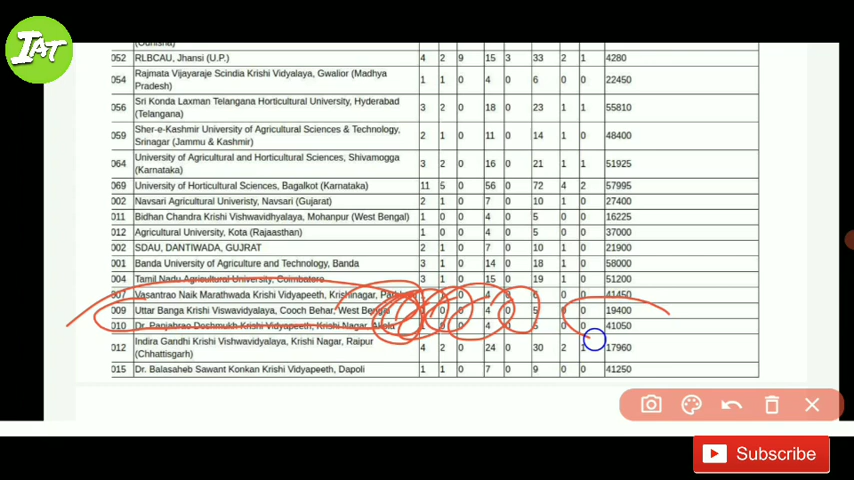 IAT
052 RLBCAU, Jhansi (U.P.) 4 2 9 15 3 33 2 1 4280
054 Rajmata Vijayaraje Scindia Krishi Vidyalaya, Gwalior (Madhya
Pradesh) 1 1 0 4 0 6 0 0 22450
056 Sri Konda Laxman Telangana Horticultural University, Hyderabad
(Telangana) 3 2 0 18 0 23 1 1 55810
059 Sher-e-Kashmir University of Agricultural Sciences & Technology,
Srinagar (Jammu & Kashmir) 2 1 0 11 0 14 1 0 48400
064 University of Agricultural and Horticultural Sciences, Shivamogga
(Karnataka) 3 2 0 16 0 21 1 1 51925
069 University of Horticultural Sciences, Bagalkot (Karnataka) 11 5 0 56 0 72 4 2 57995
002 Navsari Agricultural Univeristy, Navsari (Gujarat) 2 1 0 7 0 10 1 0 27400
011 Bidhan Chandra Krishi Vishwavidhyalaya, Mohanpur (West Bengal) 1 0 0 4 0 5 0 0 16225
012 Agricultural University, Kota (Rajaasthan) 1 0 0 4 0 5 0 0 37000
002 SDAU, DANTIWADA, GUJRAT 2 1 0 7 0 10 1 0 21900
001 Banda University of Agriculture and Technology, Banda 3 1 0 14 0 18 1 0 58000
004 Tamil Nadu Agricultural University, Coimbatore 3 1 0 15 0 19 1 0 51200
007 Vasantrao Naik Marathwada Krishi Vidyapeeth, Krishinagar, 4 0 0 41450
009 Uttar Banga Krishi Viswavidyalaya, Cooch Behar, West Bengal 0 4 0 5 0 19400
010 Dr. Panjabrao Deshmukh Krishi Vidyapeeth, Krishi Nagar, Akola 4 0 0 0 41050
012 Indira Gandhi Krishi Vishwavidyalaya, Krishi Nagar, Raipur
(Chhattisgarh) 4 2 0 24 0 30 2 1 17960
015 Dr. Balasaheb Sawant Konkan Krishi Vidyapeeth, Dapoli 1 1 0 7 0 9 0 0 41250
Subscribe